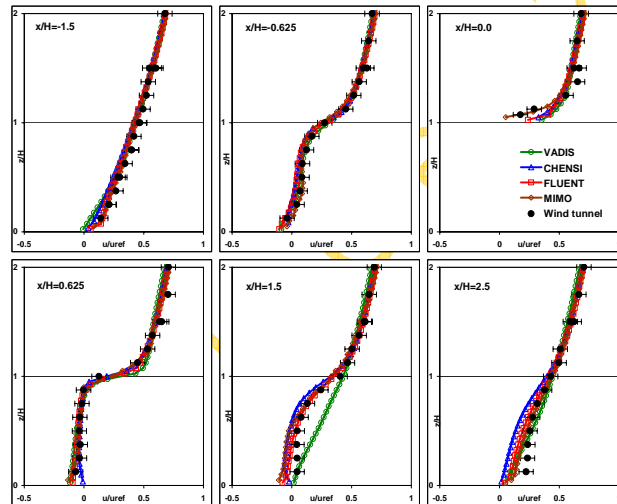 2
x/H=-1.5
z/H
1
0
-0.5
0
0.5
1
u/uref
2
x/H=-0.625
z/H
1
0
-0.5
0
0.5
1
u/uref
2
x/H=0.0
z/H
1
0
-0.5
0
0.5
u/uref
VADIS
CHENSI
FLUENT
MIMO
Wind tunnel
2
x/H=0.625
z/H
1
0
-0.5
0
0.5
1
u/uref
2
x/H=1.5
z/H
1
0
-0.5
0
0.5
1
u/uref
2
x/H=2.5
z/H
1
0
-0.5
0
0.5
1
u/uref